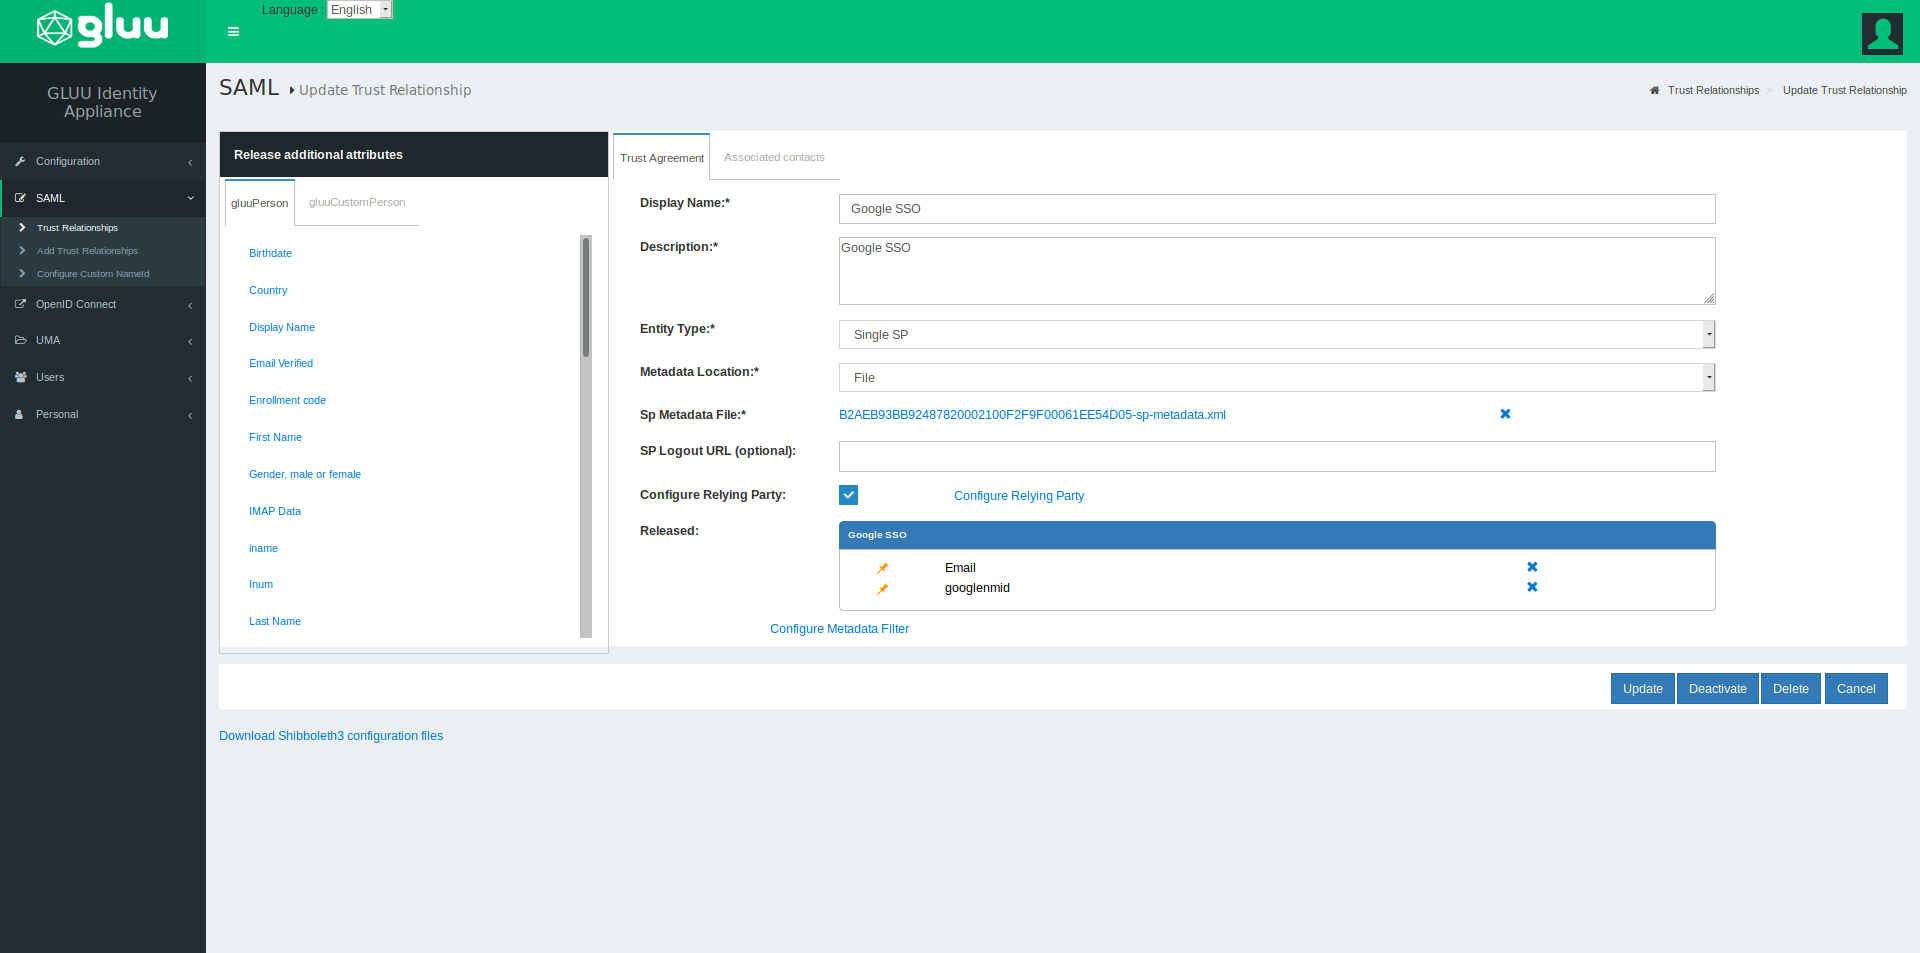 gluu
Language : English
GLUU Identity
Appliance
Configuration
SAML
Trust Relationships
Add Trust Relationships
Configure Custom NameId
OpenID Connect
UMA
Users
Personal
SAML Update Trust Relationship
Trust Relationships > Update Trust Relationship
Release additional attributes
gluuPerson gluuCustomPerson
Birthdate
Country
Display Name
Email Verified
Enrollment code
First Name
Gender, male or female
IMAP Data
iname
Inum
Last Name
Trust Agreement Associated contacts
Display Name:* Google SSO
Description:* Google SSO
Entity Type:* Single SP
Metadata Location:* File
Sp Metadata File:* B2AEB93BB92487820002100F2F9F00061EE54D05-sp-metadata.xml
SP Logout URL (optional):
Configure Relying Party: Configure Relying Party
Released: Google SSO
Email
googlenmid
Configure Metadata Filter
Update Deactivate Delete Cancel
Download Shibboleth3 configuration files